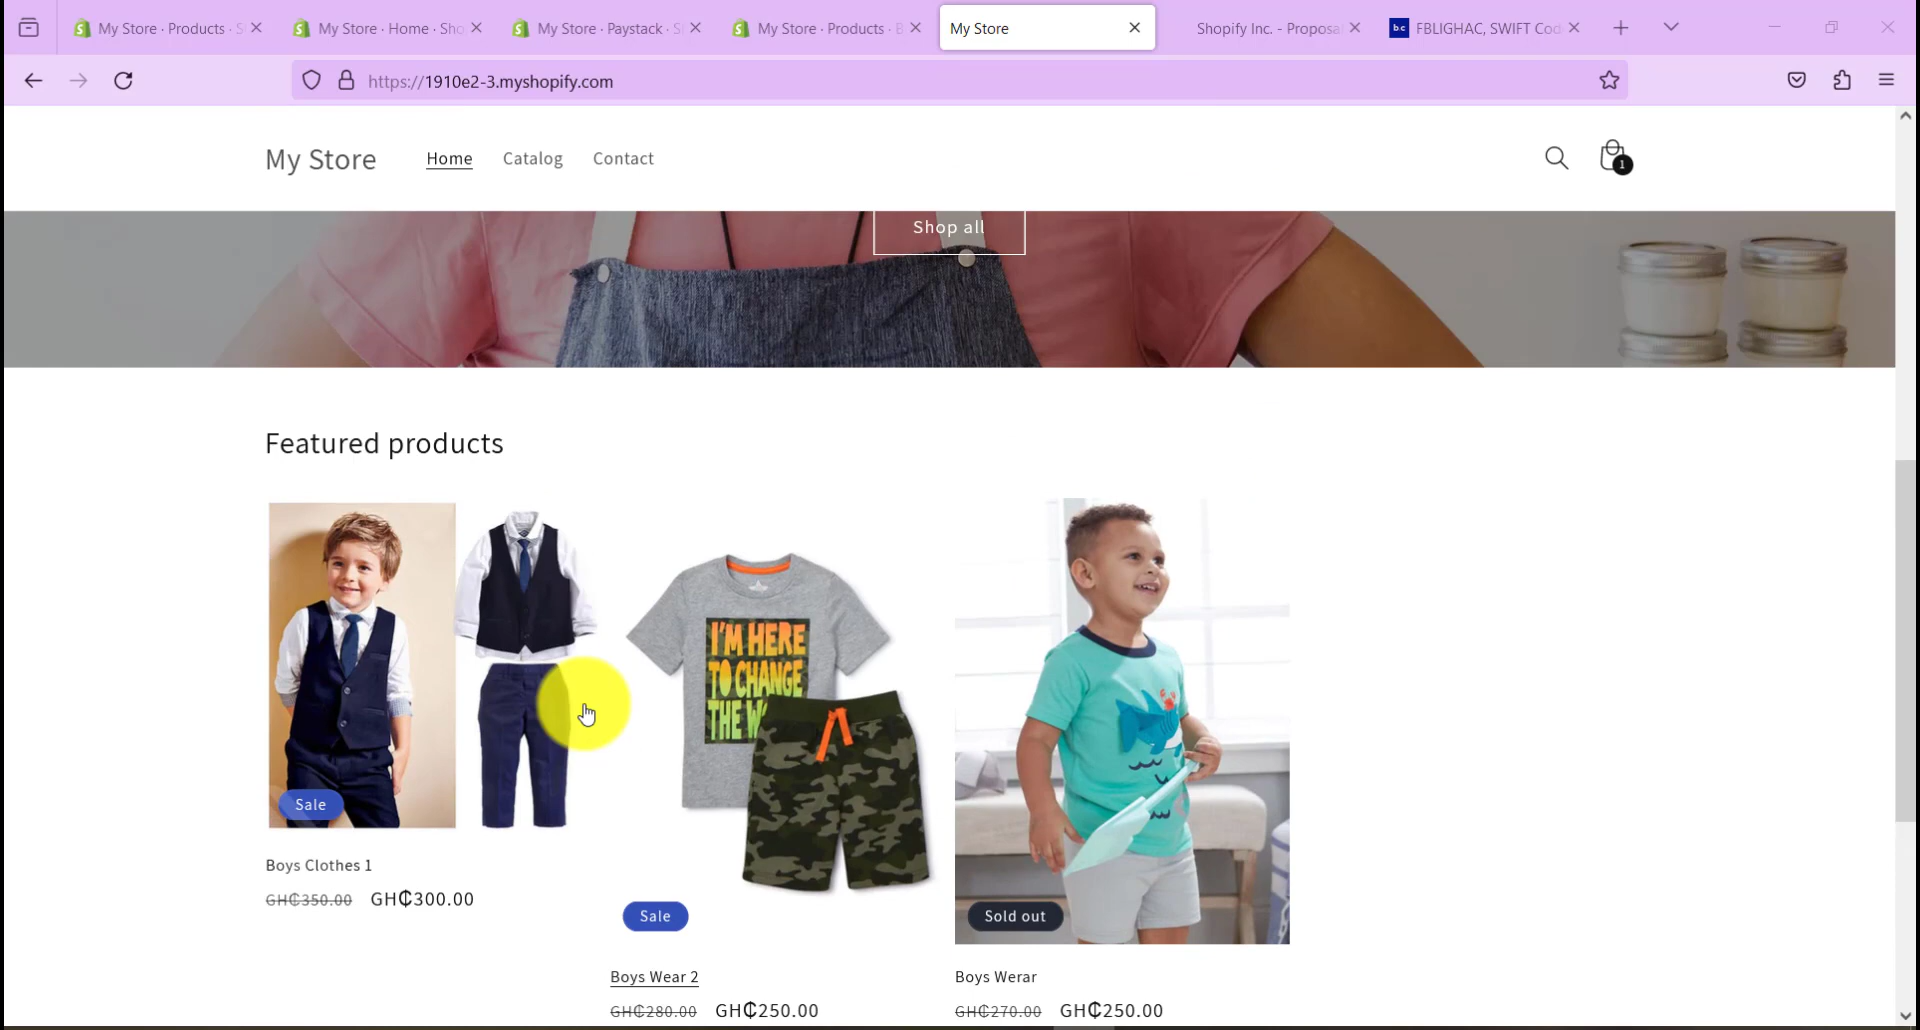 My Store · Products · S
My Store · Home · Sho
My Store · Paystack · S
My Store · Products · B
My Store
Shopify Inc. - Proposa
bc FBLIGHAC, SWIFT Cod
https://1910e2-3.myshopify.com
My Store
Home
Catalog
Contact
1
Shop all
Featured products
I'M HERE
TO CHANGE
THE W
Sale
Sale
Sold out
Boys Clothes 1
GH₵350.00 GH₵300.00
Boys Wear 2
GH₵280.00 GH₵250.00
Boys Werar
GH₵270.00 GH₵250.00